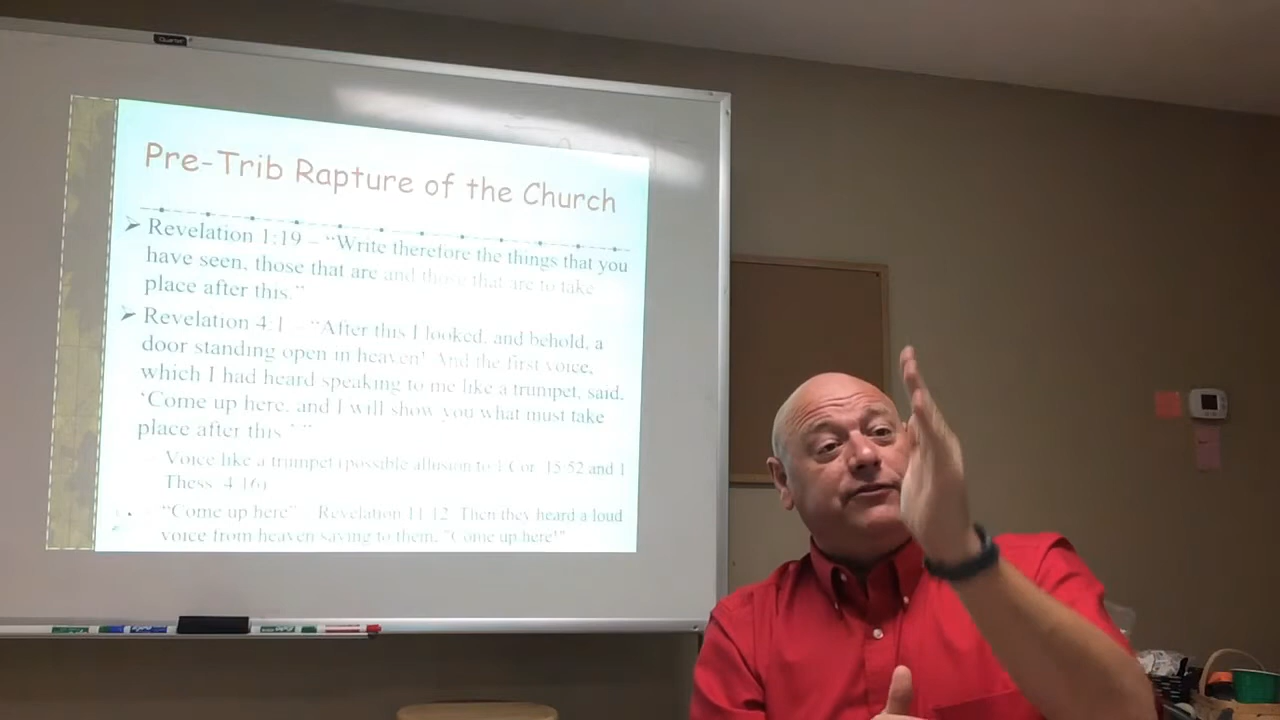 Quartet
Pre-Trib Rapture of the Church
➢ Revelation 1:19 – “Write therefore the things that you
have seen, those that are and those that are to take
place after this.”
➢ Revelation 4:1 – “After this I looked, and behold, a
door standing open in heaven! And the first voice,
which I had heard speaking to me like a trumpet, said,
‘Come up here, and I will show you what must take
place after this.’ ”
Voice like a trumpet (possible allusion to 1 Cor. 15:52 and 1
Thess. 4:16)
“Come up here” – Revelation 11:12 Then they heard a loud
voice from heaven saying to them, "Come up here!"